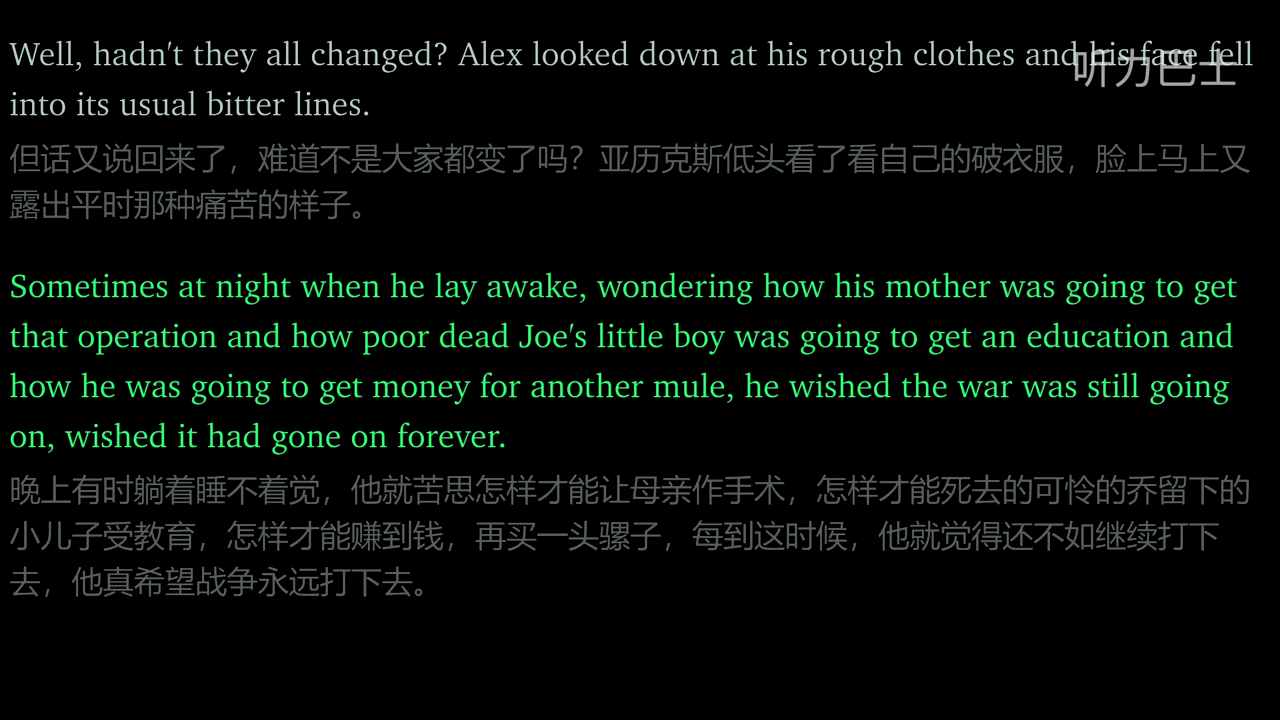 Well, hadn't they all changed? Alex looked down at his rough clothes and his face fell
into its usual bitter lines.
听力巴士
但话又说回来了，难道不是大家都变了吗？亚历克斯低头看了看自己的破衣服，脸上马上又
露出平时那种痛苦的样子。
Sometimes at night when he lay awake, wondering how his mother was going to get
that operation and how poor dead Joe's little boy was going to get an education and
how he was going to get money for another mule, he wished the war was still going
on, wished it had gone on forever.
晚上有时躺着睡不着觉，他就苦思怎样才能让母亲作手术，怎样才能死去的可怜的乔留下的
小儿子受教育，怎样才能赚到钱，再买一头骡子，每到这时候，他就觉得还不如继续打下
去，他真希望战争永远打下去。